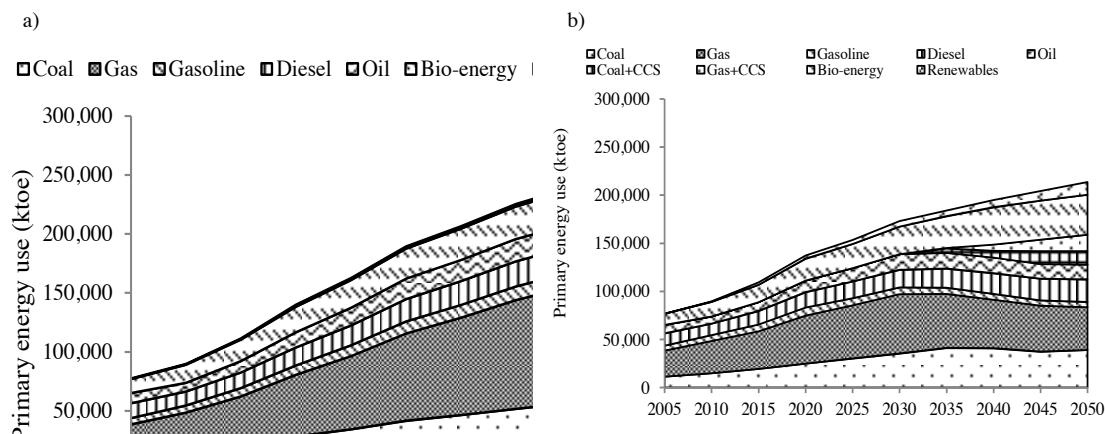 a)
Coal Gas Gasoline Diesel Oil Bio-energy
300,000
250,000
200,000
150,000
100,000
50,000
Primary energy use (ktoe)
b)
Coal Gas Gasoline Diesel Oil
Coal+CCS Gas+CCS Bio-energy Renewables
300,000
250,000
200,000
150,000
100,000
50,000
0
Primary energy use (ktoe)
2005 2010 2015 2020 2025 2030 2035 2040 2045 2050